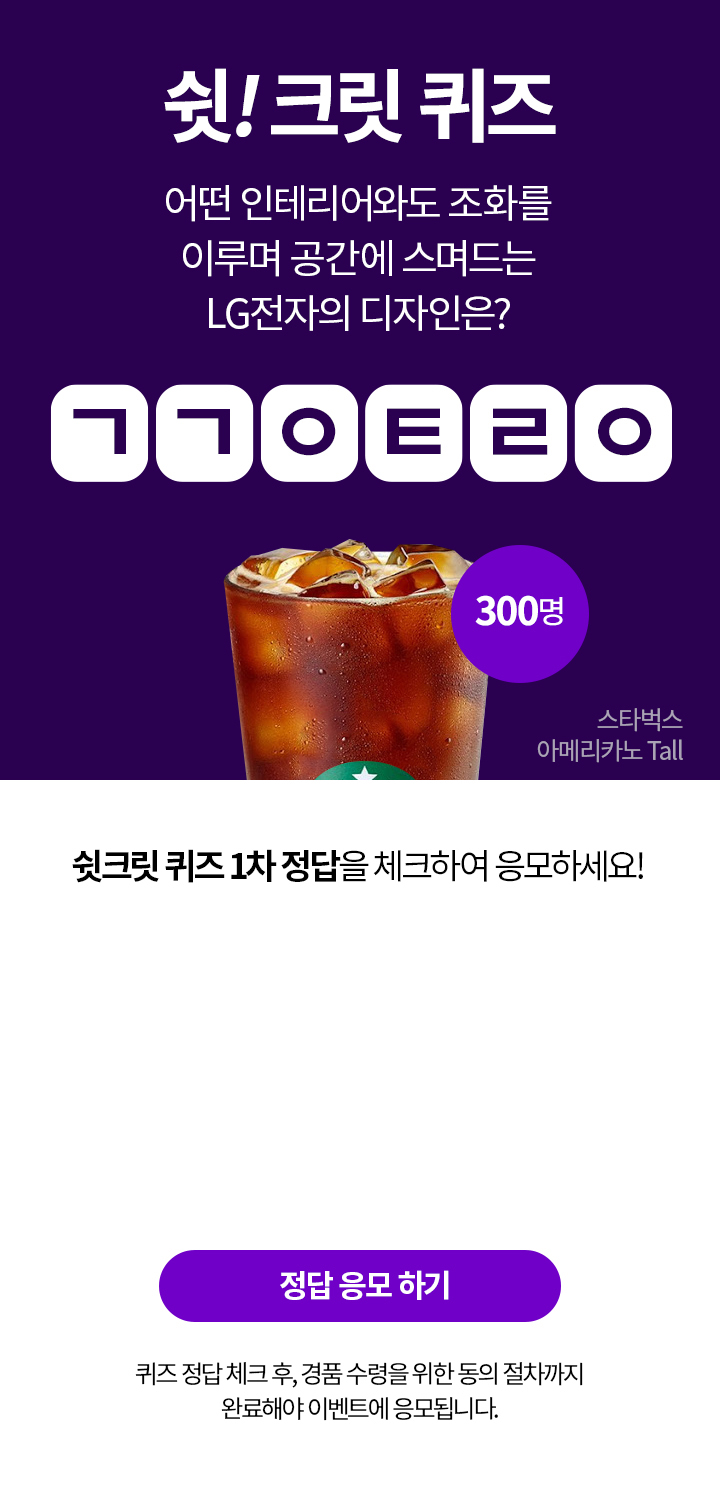 쉿! 크릿 퀴즈
어떤 인테리어와도 조화를
이루며 공간에 스며드는
LG전자의 디자인은?
ㄱㄱㅇㅌㄹㅇ
300명
스타벅스
아메리카노 Tall
쉿크릿 퀴즈 1차 정답을 체크하여 응모하세요!
정답 응모 하기
퀴즈 정답 체크 후, 경품 수령을 위한 동의 절차까지
완료해야 이벤트에 응모됩니다.